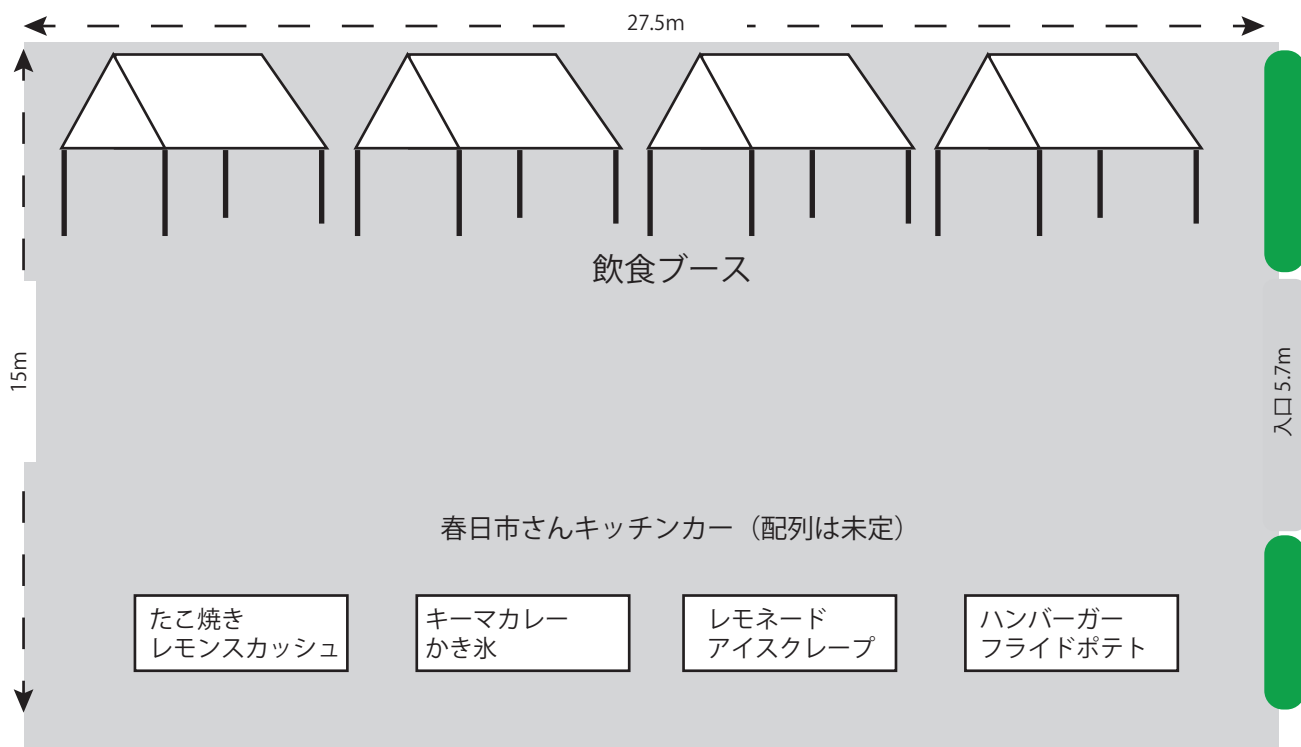 27.5m
飲食ブース
15m
入口 5.7m
春日市さんキッチンカー（配列は未定）
たこ焼き
レモンスカッシュ
キーマカレー
かき氷
レモネード
アイスクレープ
ハンバーガー
フライドポテト